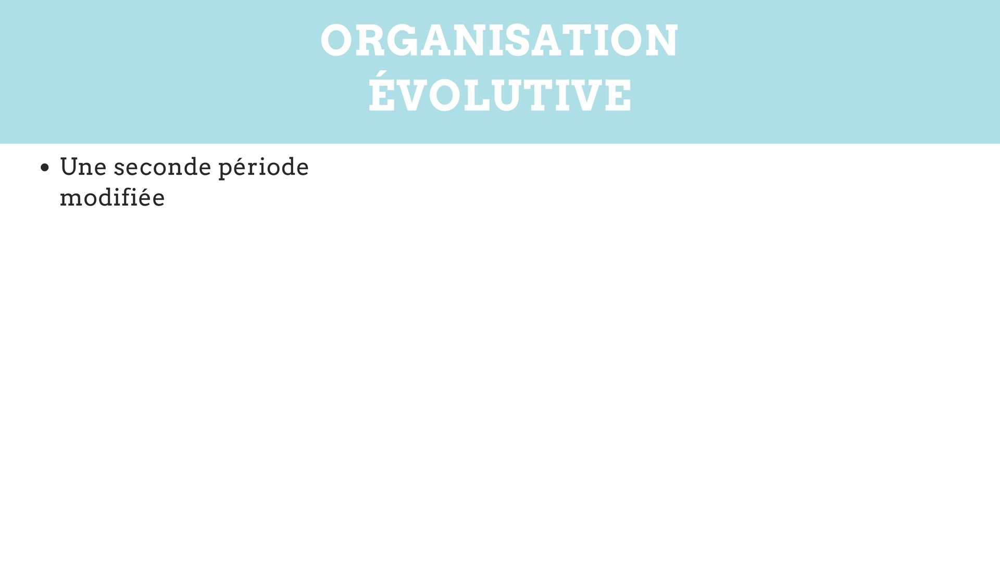 ORGANISATION
ÉVOLUTIVE
• Une seconde période
modifiée